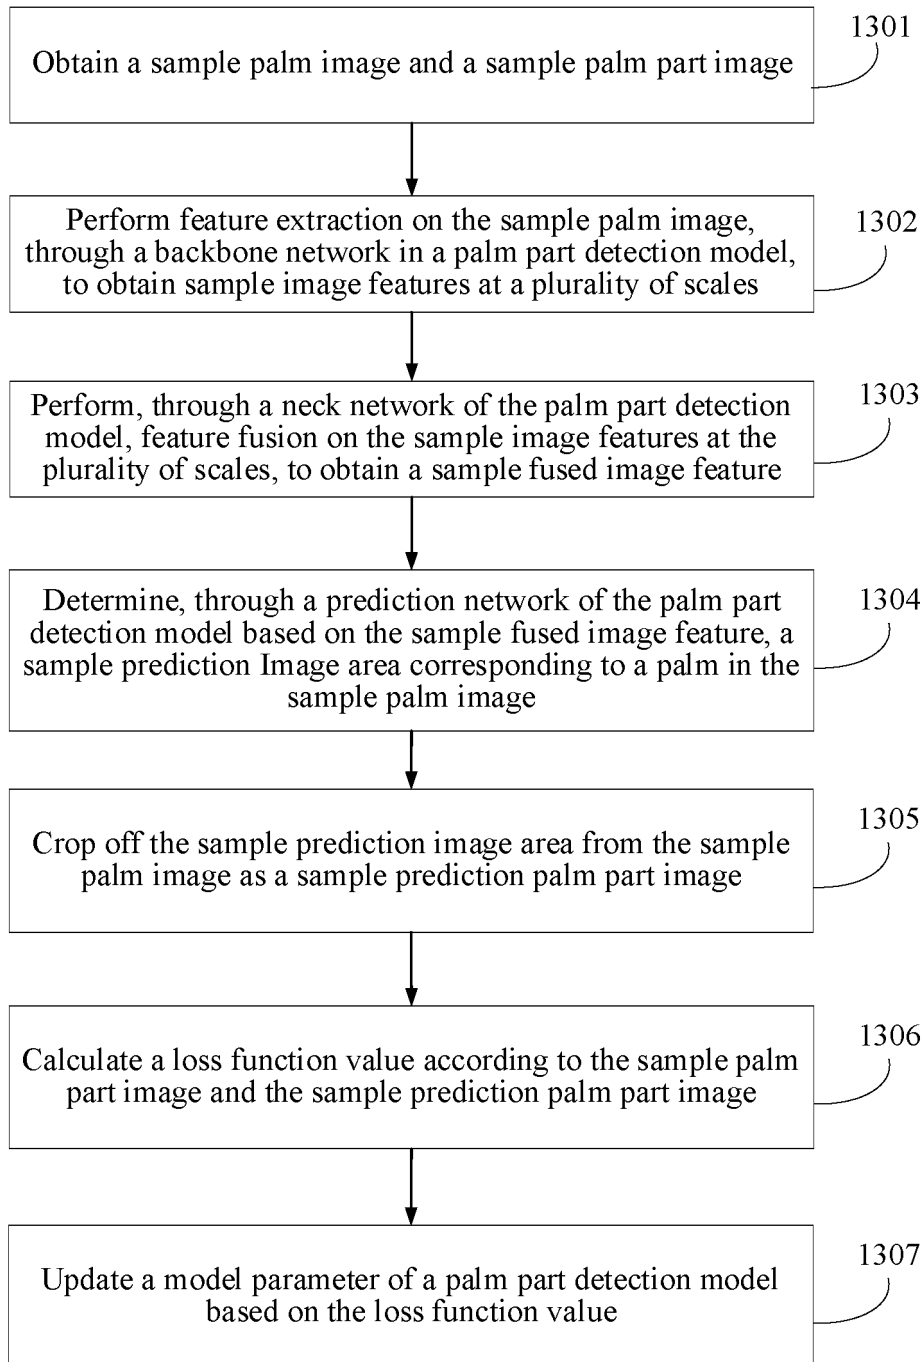 1301
Obtain a sample palm image and a sample palm part image
1302
Perform feature extraction on the sample palm image,
through a backbone network in a palm part detection model,
to obtain sample image features at a plurality of scales
1303
Perform, through a neck network of the palm part detection
model, feature fusion on the sample image features at the
plurality of scales, to obtain a sample fused image feature
1304
Determine, through a prediction network of the palm part
detection model based on the sample fused image feature, a
sample prediction Image area corresponding to a palm in the
sample palm image
1305
Crop off the sample prediction image area from the sample
palm image as a sample prediction palm part image
1306
Calculate a loss function value according to the sample palm
part image and the sample prediction palm part image
1307
Update a model parameter of a palm part detection model
based on the loss function value